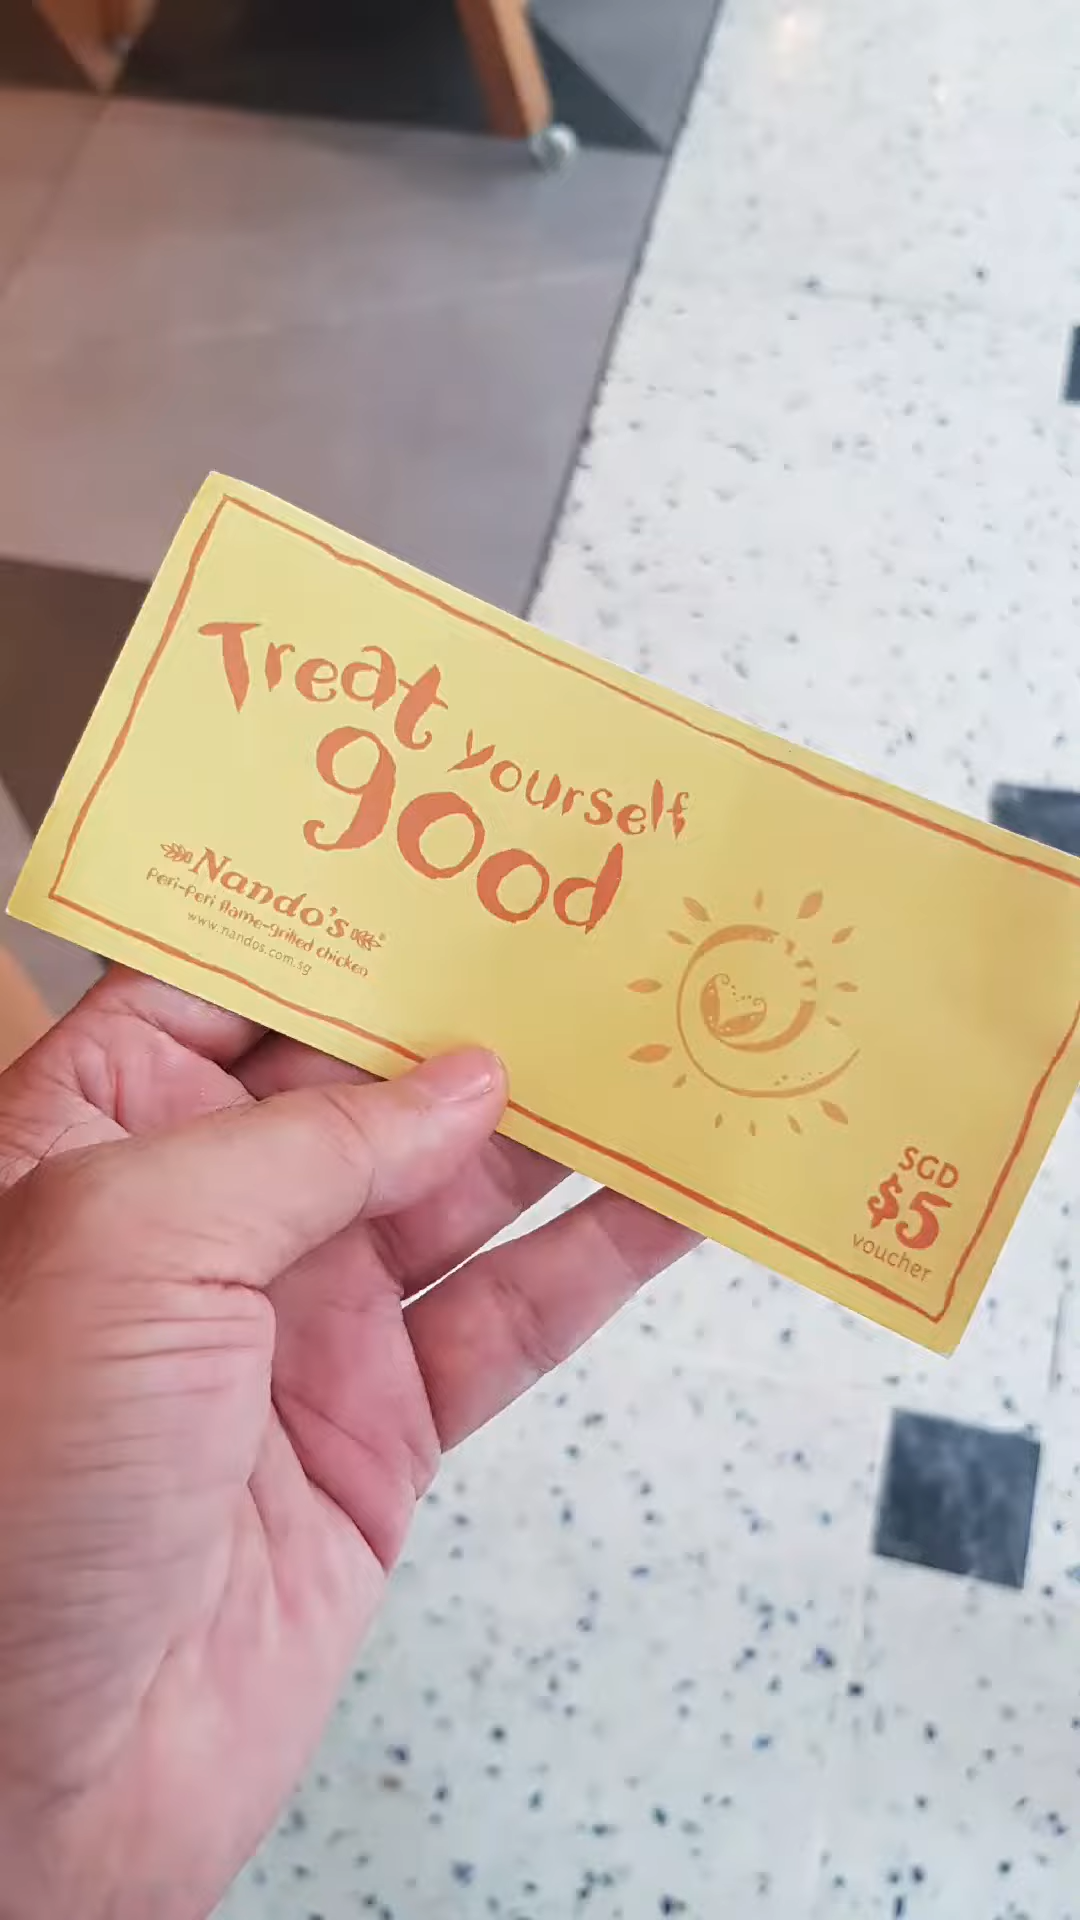 Treat yourself
good
Nando's
Peri-Peri flame-grilled chicken
www.nandos.com.sg
SGD
$5
voucher